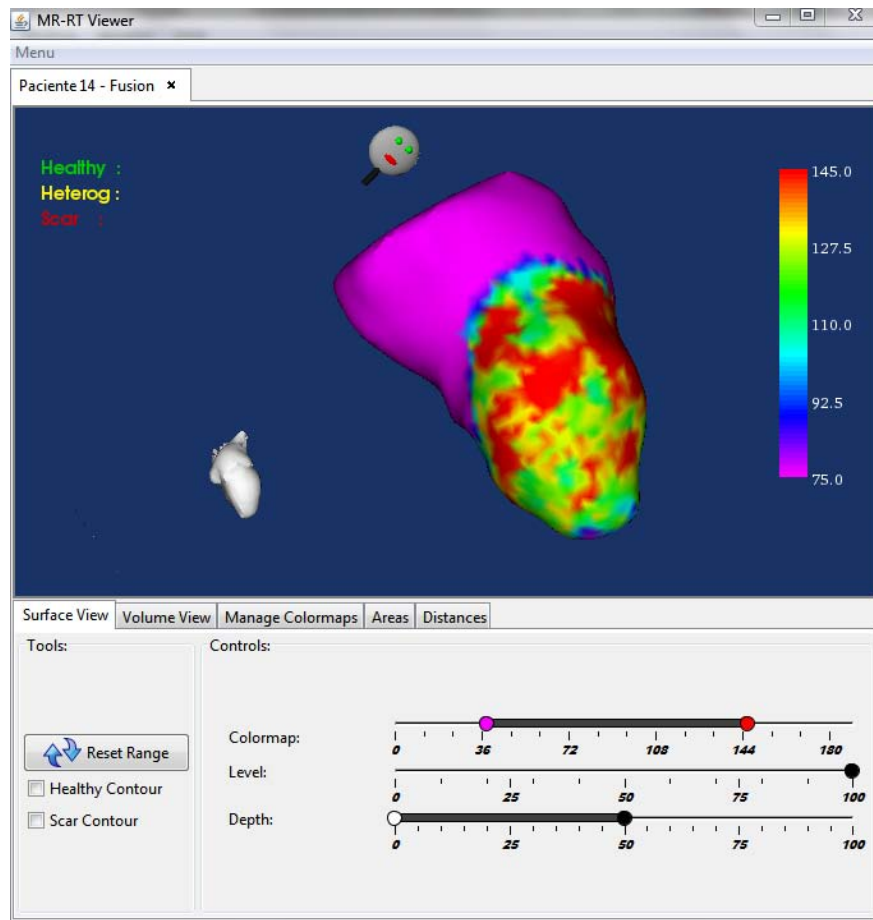 MR-RT Viewer
Menu
Paciente 14 - Fusion
Healthy :
Heterog :
Scar :
145.0
127.5
110.0
92.5
75.0
Surface View Volume View Manage Colormaps Areas Distances
Tools: Controls:
Reset Range
Healthy Contour
Scar Contour
Colormap:
0 36 72 108 144 180
Level:
0 25 50 75 100
Depth:
0 25 50 75 100